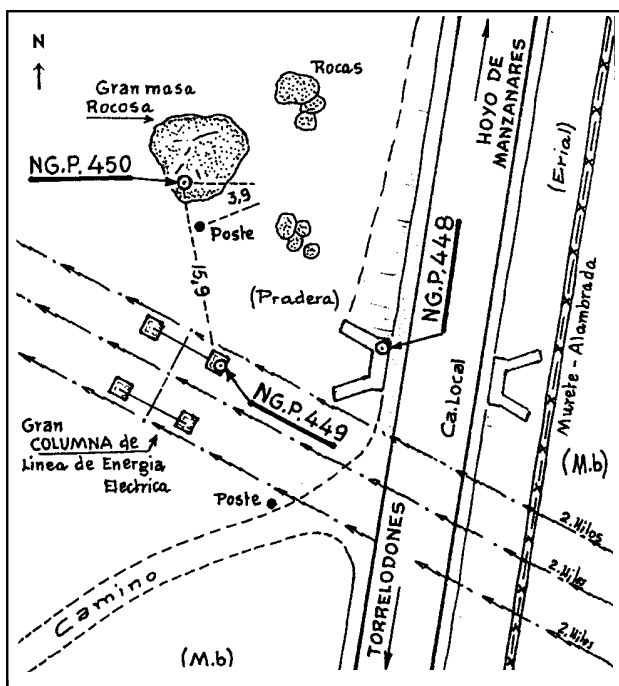 N
Gran masa
Rocosa
Rocas
NG.P. 450
3,9
Poste
15,9
(Pradera)
NG.P. 448
HOYO DE
MANZANARES
(Erial)
Murete - Alambrada
Ca. Local
NG.P. 449
Gran
COLUMNA de
Linea de Energia
Electrica
Poste
(M.b)
2.Hilos
2.Hilos
2.Hilos
TORRELODONES
Camino
(M.b)